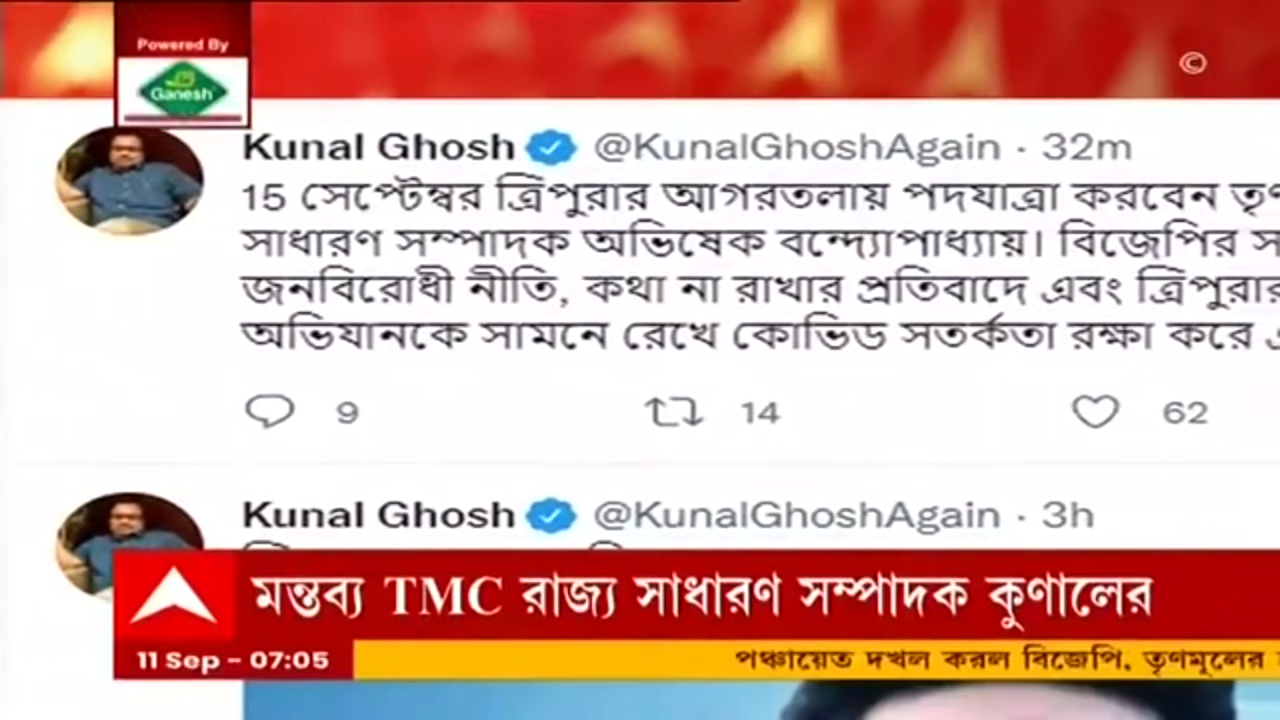 Powered By
Ganesh
©
Kunal Ghosh @KunalGhoshAgain · 32m
15 সেপ্টেম্বর ত্রিপুরার আগরতলায় পদযাত্রা করবেন
সাধারণ সম্পাদক অভিষেক বন্দ্যোপাধ্যায়। বিজেপির
জনবিরোধী নীতি, কথা না রাখার প্রতিবাদে এবং ত্রিপুরার
অভিযানকে সামনে রেখে কোভিড সতর্কতা রক্ষা করে
9 14 62
Kunal Ghosh @KunalGhoshAgain · 3h
মন্তব্য TMC রাজ্য সাধারণ সম্পাদক কুণালের
11 Sep - 07:05
পঞ্চায়েত দখল করল বিজেপি, তৃণমূলের